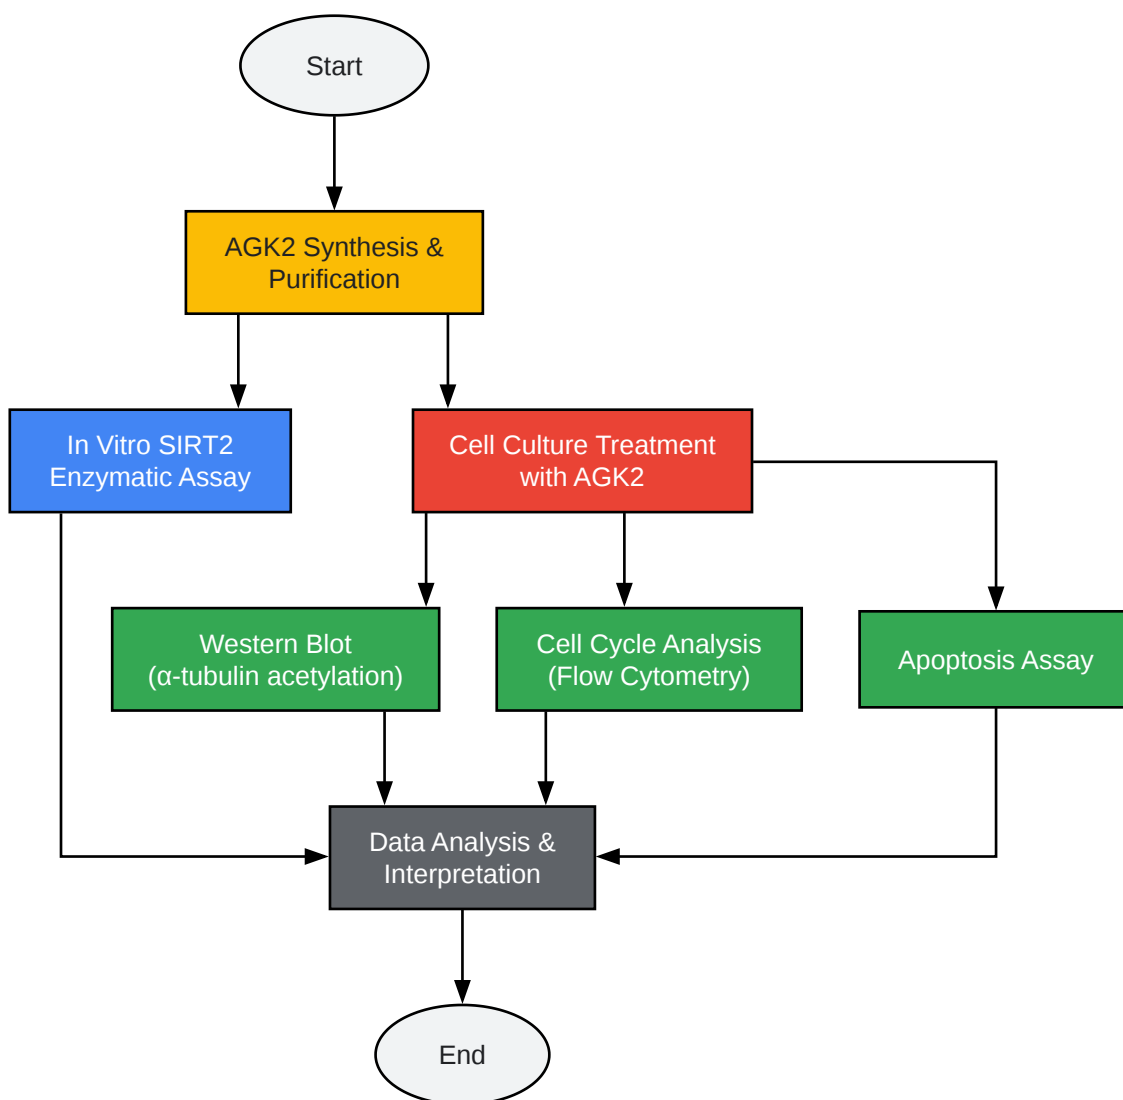 Start
AGK2 Synthesis &
Purification
In Vitro SIRT2
Enzymatic Assay
Cell Culture Treatment
with AGK2
Western Blot
(α-tubulin acetylation)
Cell Cycle Analysis
(Flow Cytometry)
Apoptosis Assay
Data Analysis &
Interpretation
End